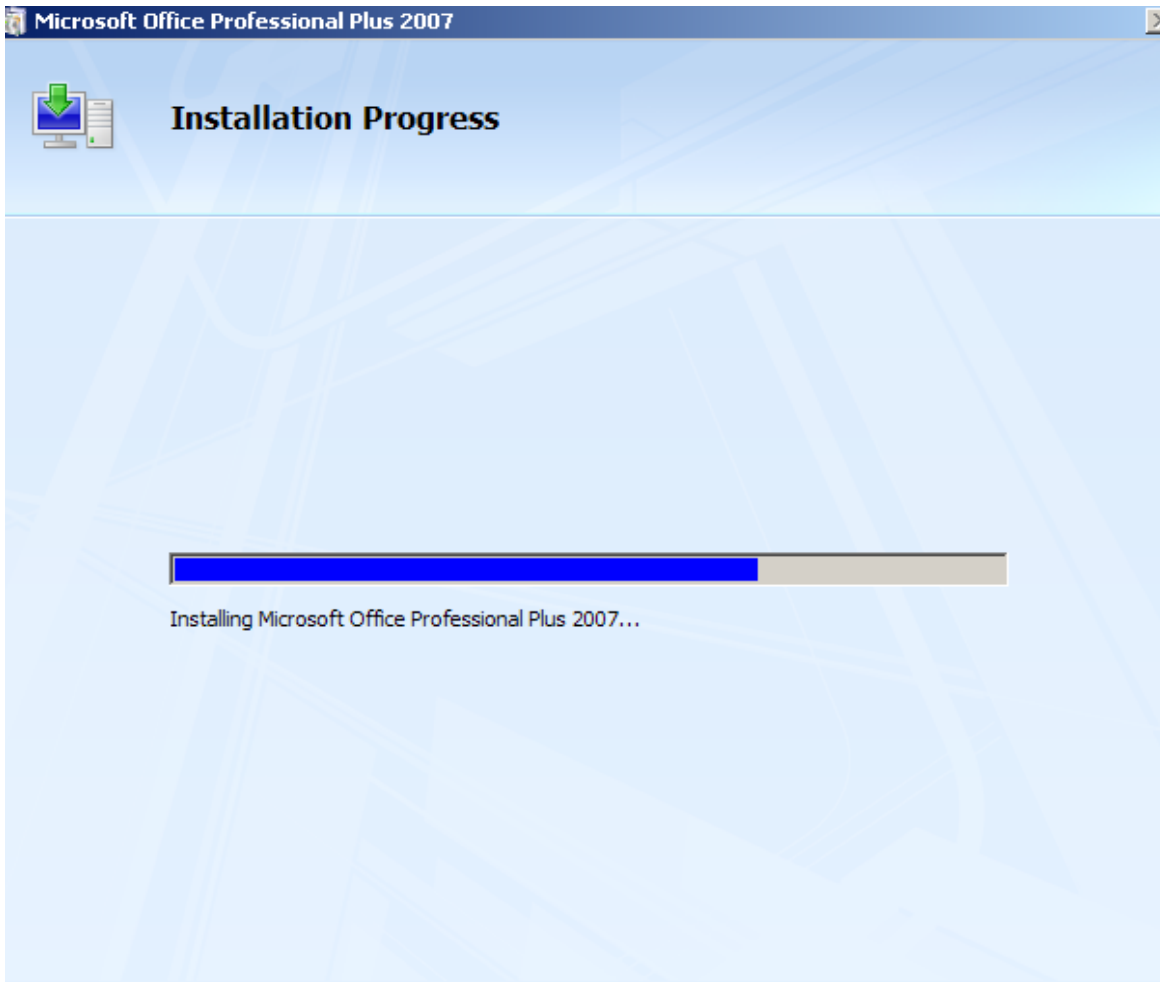 Microsoft Office Professional Plus 2007
Installation Progress
Installing Microsoft Office Professional Plus 2007...